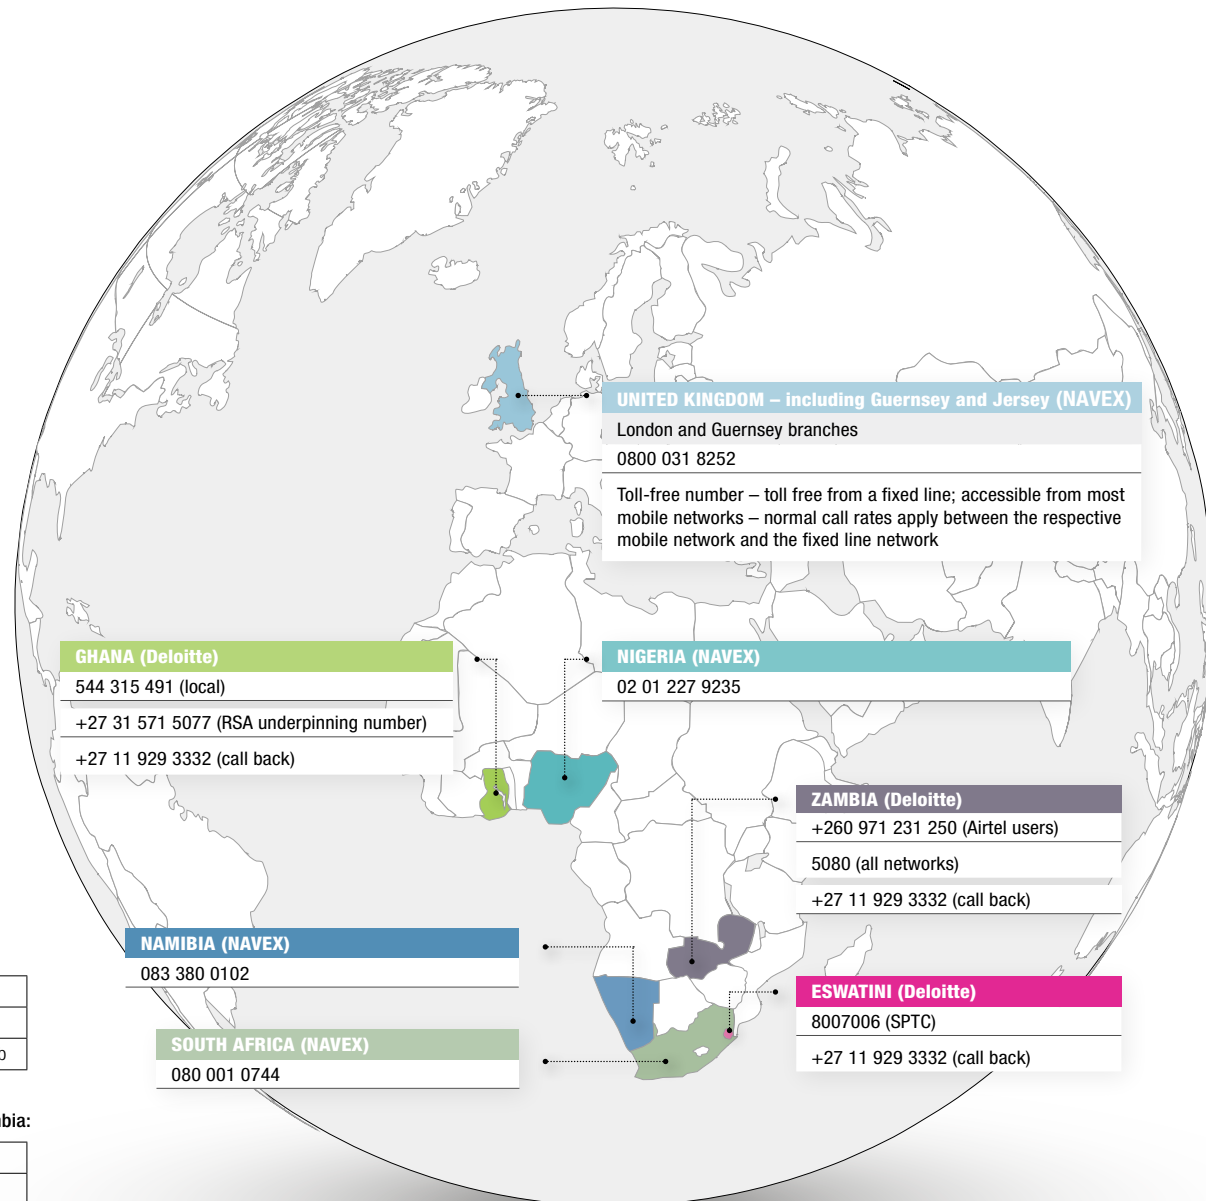 UNITED KINGDOM – including Guernsey and Jersey (NAVEX)
London and Guernsey branches
0800 031 8252
Toll-free number – toll free from a fixed line; accessible from most
mobile networks – normal call rates apply between the respective
mobile network and the fixed line network
GHANA (Deloitte)
544 315 491 (local)
+27 31 571 5077 (RSA underpinning number)
+27 11 929 3332 (call back)
NIGERIA (NAVEX)
02 01 227 9235
ZAMBIA (Deloitte)
+260 971 231 250 (Airtel users)
5080 (all networks)
+27 11 929 3332 (call back)
NAMIBIA (NAVEX)
083 380 0102
ESWATINI (Deloitte)
8007006 (SPTC)
+27 11 929 3332 (call back)
SOUTH AFRICA (NAVEX)
080 001 0744